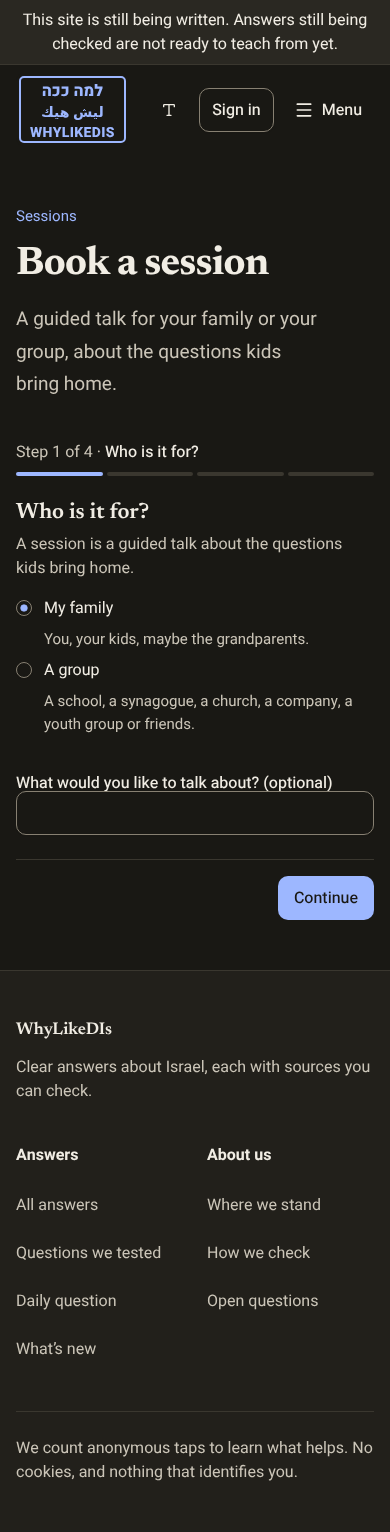 This site is still being written. Answers still being
checked are not ready to teach from yet.
למה ככה
ليش هيك
WHYLIKEDIS
T
Sign in
Menu
Sessions
Book a session
A guided talk for your family or your
group, about the questions kids
bring home.
Step 1 of 4 · Who is it for?
Who is it for?
A session is a guided talk about the questions
kids bring home.
My family
You, your kids, maybe the grandparents.
A group
A school, a synagogue, a church, a company, a
youth group or friends.
What would you like to talk about? (optional)
Continue
WhyLikeDIs
Clear answers about Israel, each with sources you
can check.
Answers
About us
All answers
Where we stand
Questions we tested
How we check
Daily question
Open questions
What's new
We count anonymous taps to learn what helps. No
cookies, and nothing that identifies you.